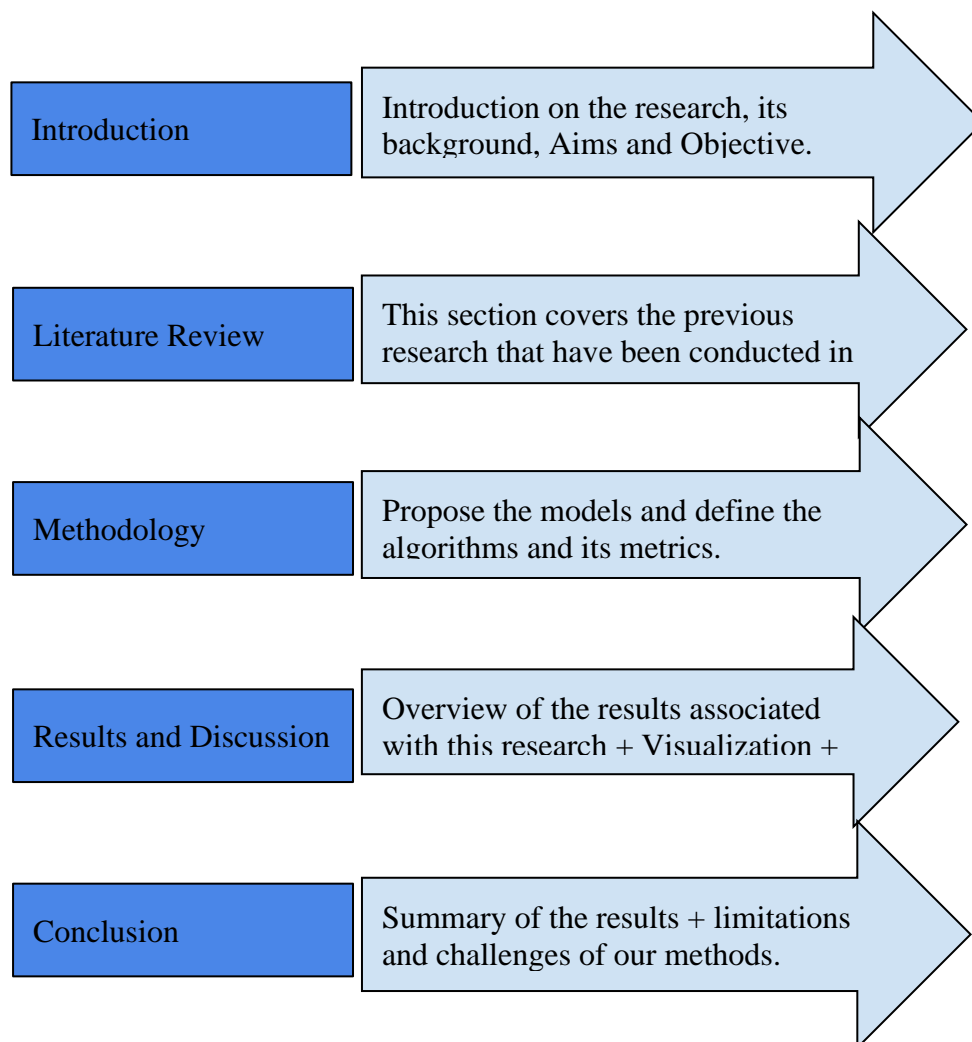 Introduction
Introduction on the research, its
background, Aims and Objective.
Literature Review
This section covers the previous
research that have been conducted in
Methodology
Propose the models and define the
algorithms and its metrics.
Results and Discussion
Overview of the results associated
with this research + Visualization +
Conclusion
Summary of the results + limitations
and challenges of our methods.